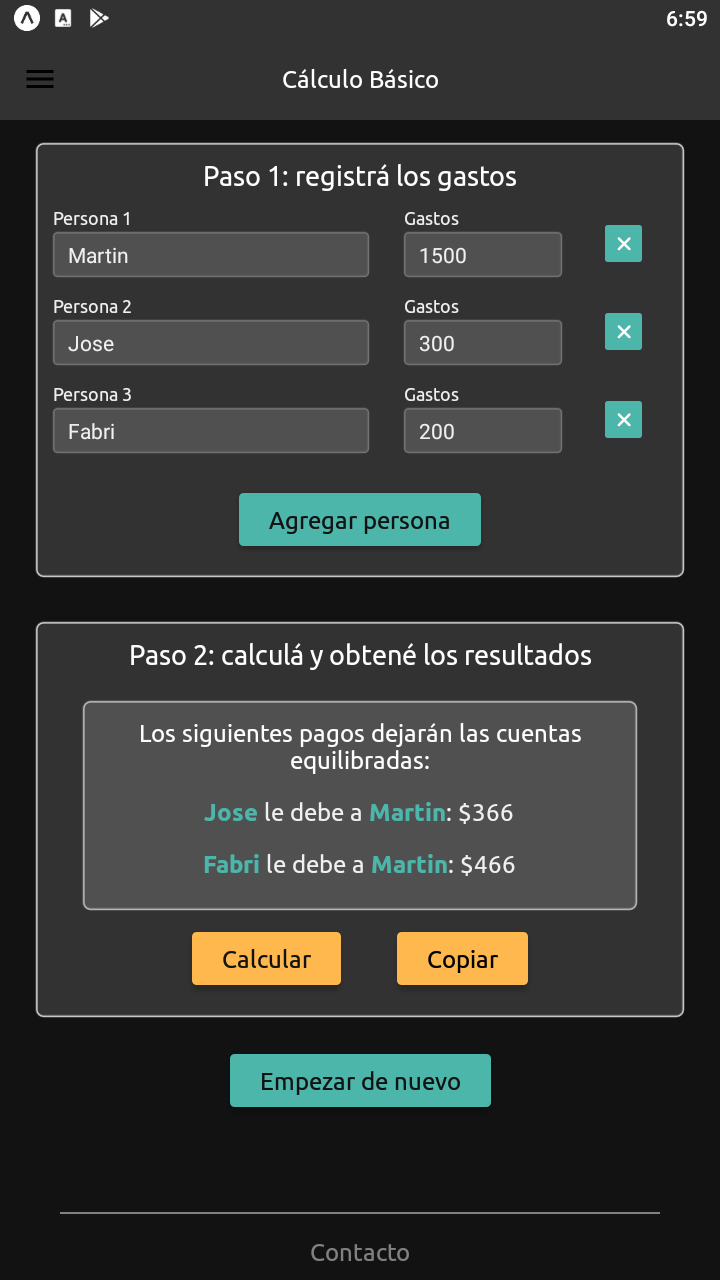 6:59
Cálculo Básico
Paso 1: registrá los gastos
Persona 1 Gastos
Martin 1500
Persona 2 Gastos
Jose 300
Persona 3 Gastos
Fabri 200
Agregar persona
Paso 2: calculá y obtené los resultados
Los siguientes pagos dejarán las cuentas
equilibradas:
Jose le debe a Martin: $366
Fabri le debe a Martin: $466
Calcular Copiar
Empezar de nuevo
Contacto